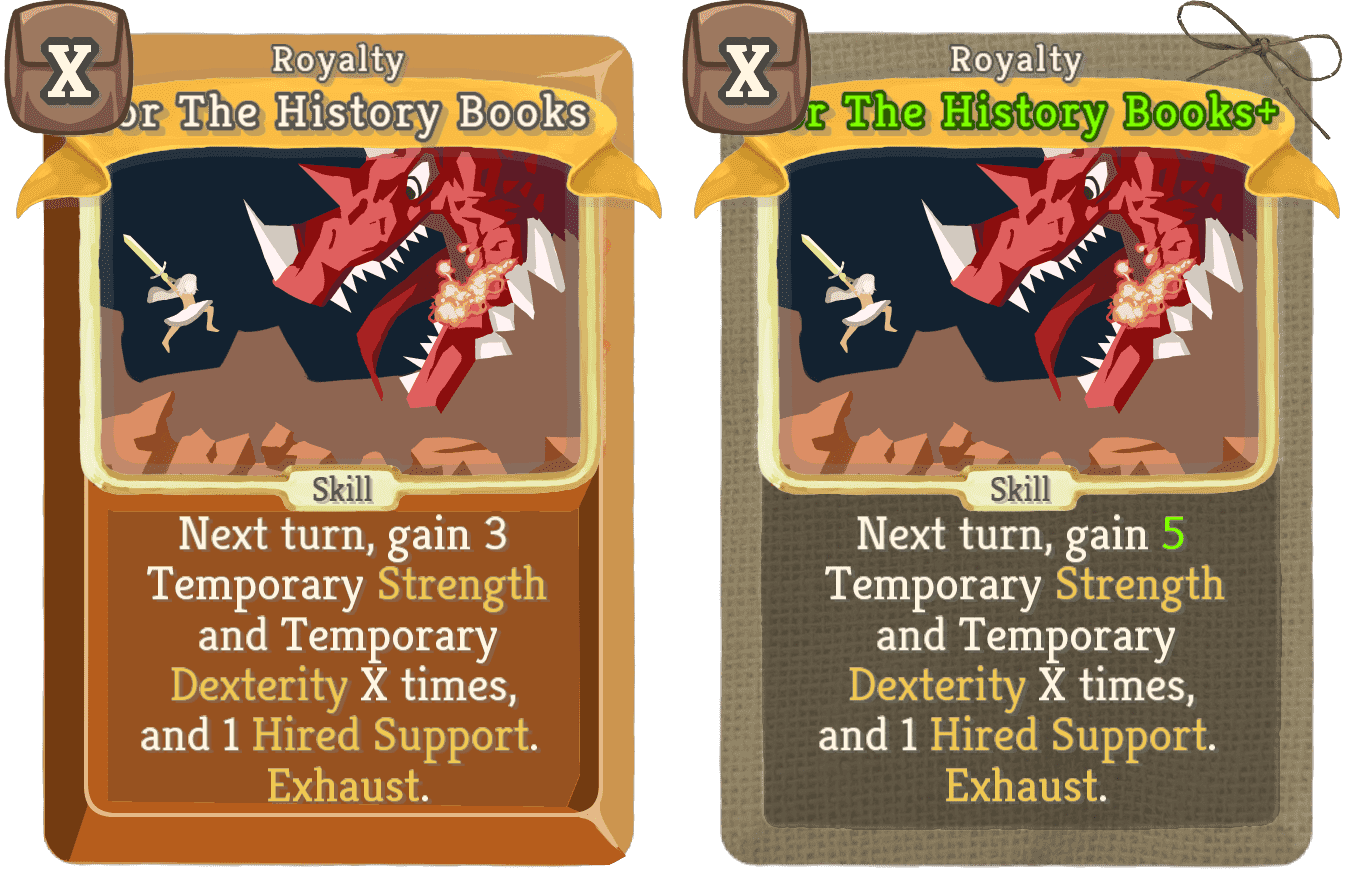 X
Royalty
or The History Books
Skill
Next turn, gain 3
Temporary Strength
and Temporary
Dexterity X times,
and 1 Hired Support.
Exhaust.
X
Royalty
r The History Books+
Skill
Next turn, gain 5
Temporary Strength
and Temporary
Dexterity X times,
and 1 Hired Support.
Exhaust.